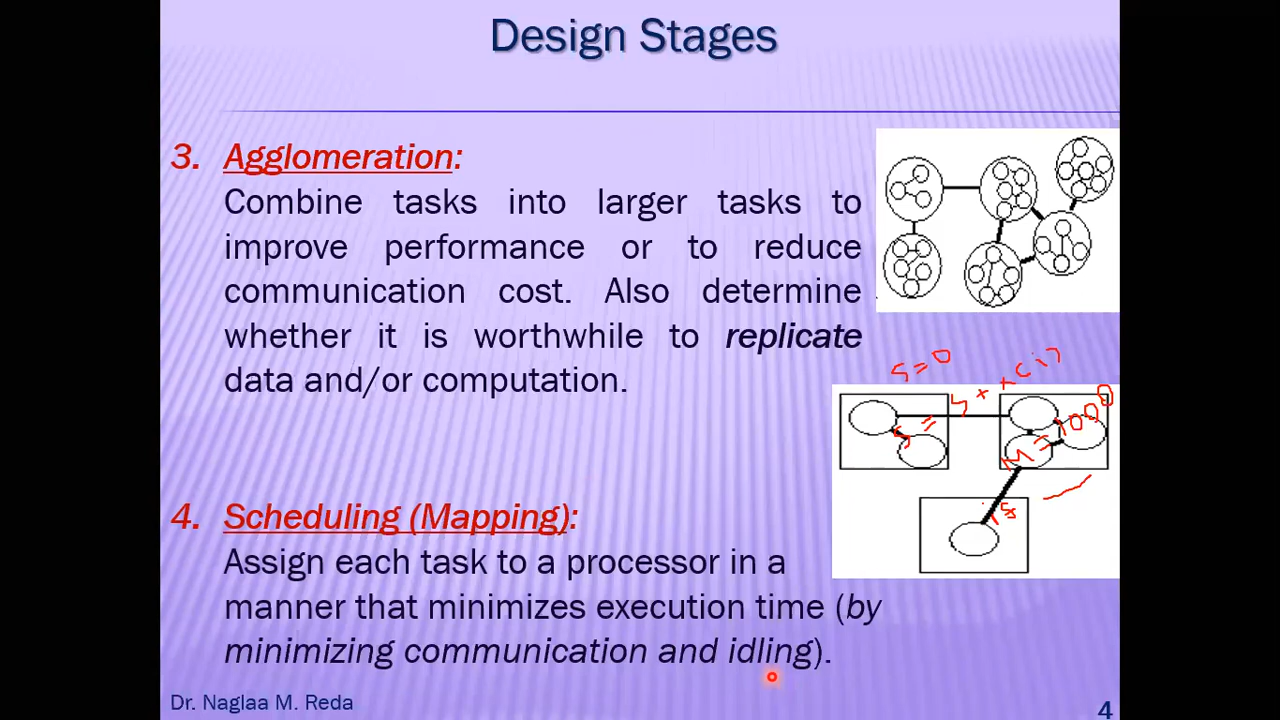 Design Stages
3. Agglomeration:
Combine tasks into larger tasks to
improve performance or to reduce
communication cost. Also determine
whether it is worthwhile to replicate
data and/or computation.
S=0
S = S + x(i)
M=1000
4. Scheduling (Mapping):
Assign each task to a processor in a
manner that minimizes execution time (by
minimizing communication and idling).
Dr. Naglaa M. Reda
4